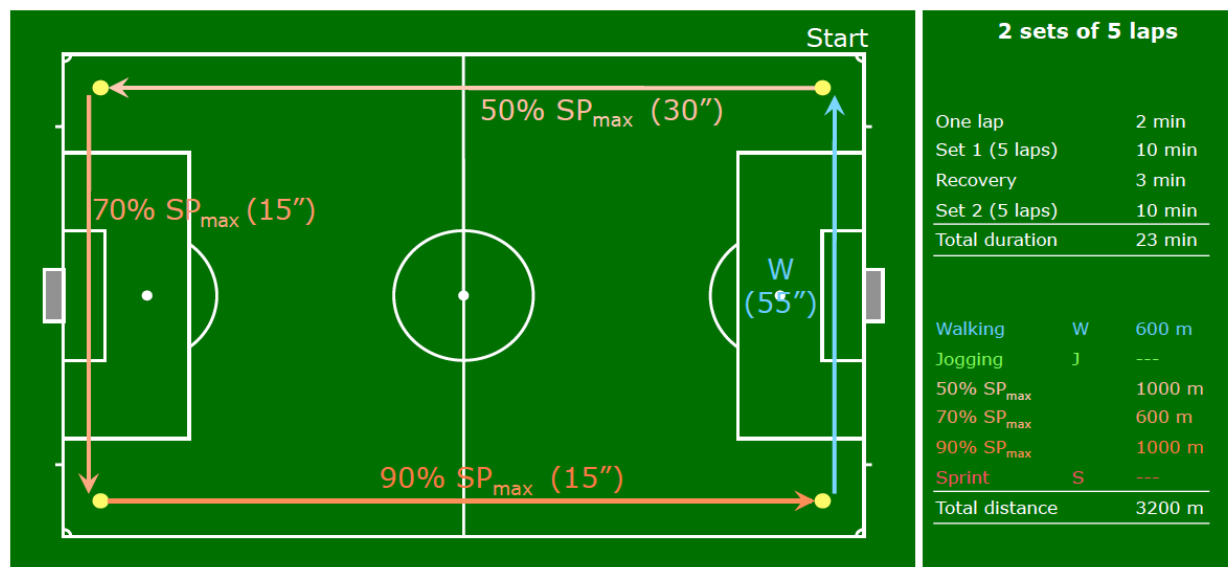 Start
50% SPmax (30”)
70% SPmax (15”)
W
(55”)
90% SPmax (15”)
2 sets of 5 laps
One lap 2 min
Set 1 (5 laps) 10 min
Recovery 3 min
Set 2 (5 laps) 10 min
Total duration 23 min
Walking W 600 m
Jogging J ---
50% SPmax 1000 m
70% SPmax 600 m
90% SPmax 1000 m
Sprint S ---
Total distance 3200 m